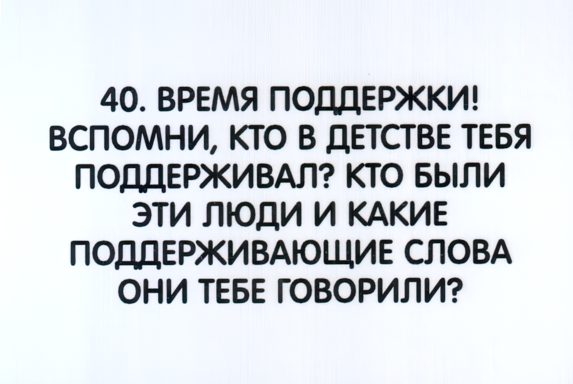 40. ВРЕМЯ ПОДДЕРЖКИ!
ВСПОМНИ, КТО В ДЕТСТВЕ ТЕБЯ
ПОДДЕРЖИВАЛ? КТО БЫЛИ
ЭТИ ЛЮДИ И КАКИЕ
ПОДДЕРЖИВАЮЩИЕ СЛОВА
ОНИ ТЕБЕ ГОВОРИЛИ?